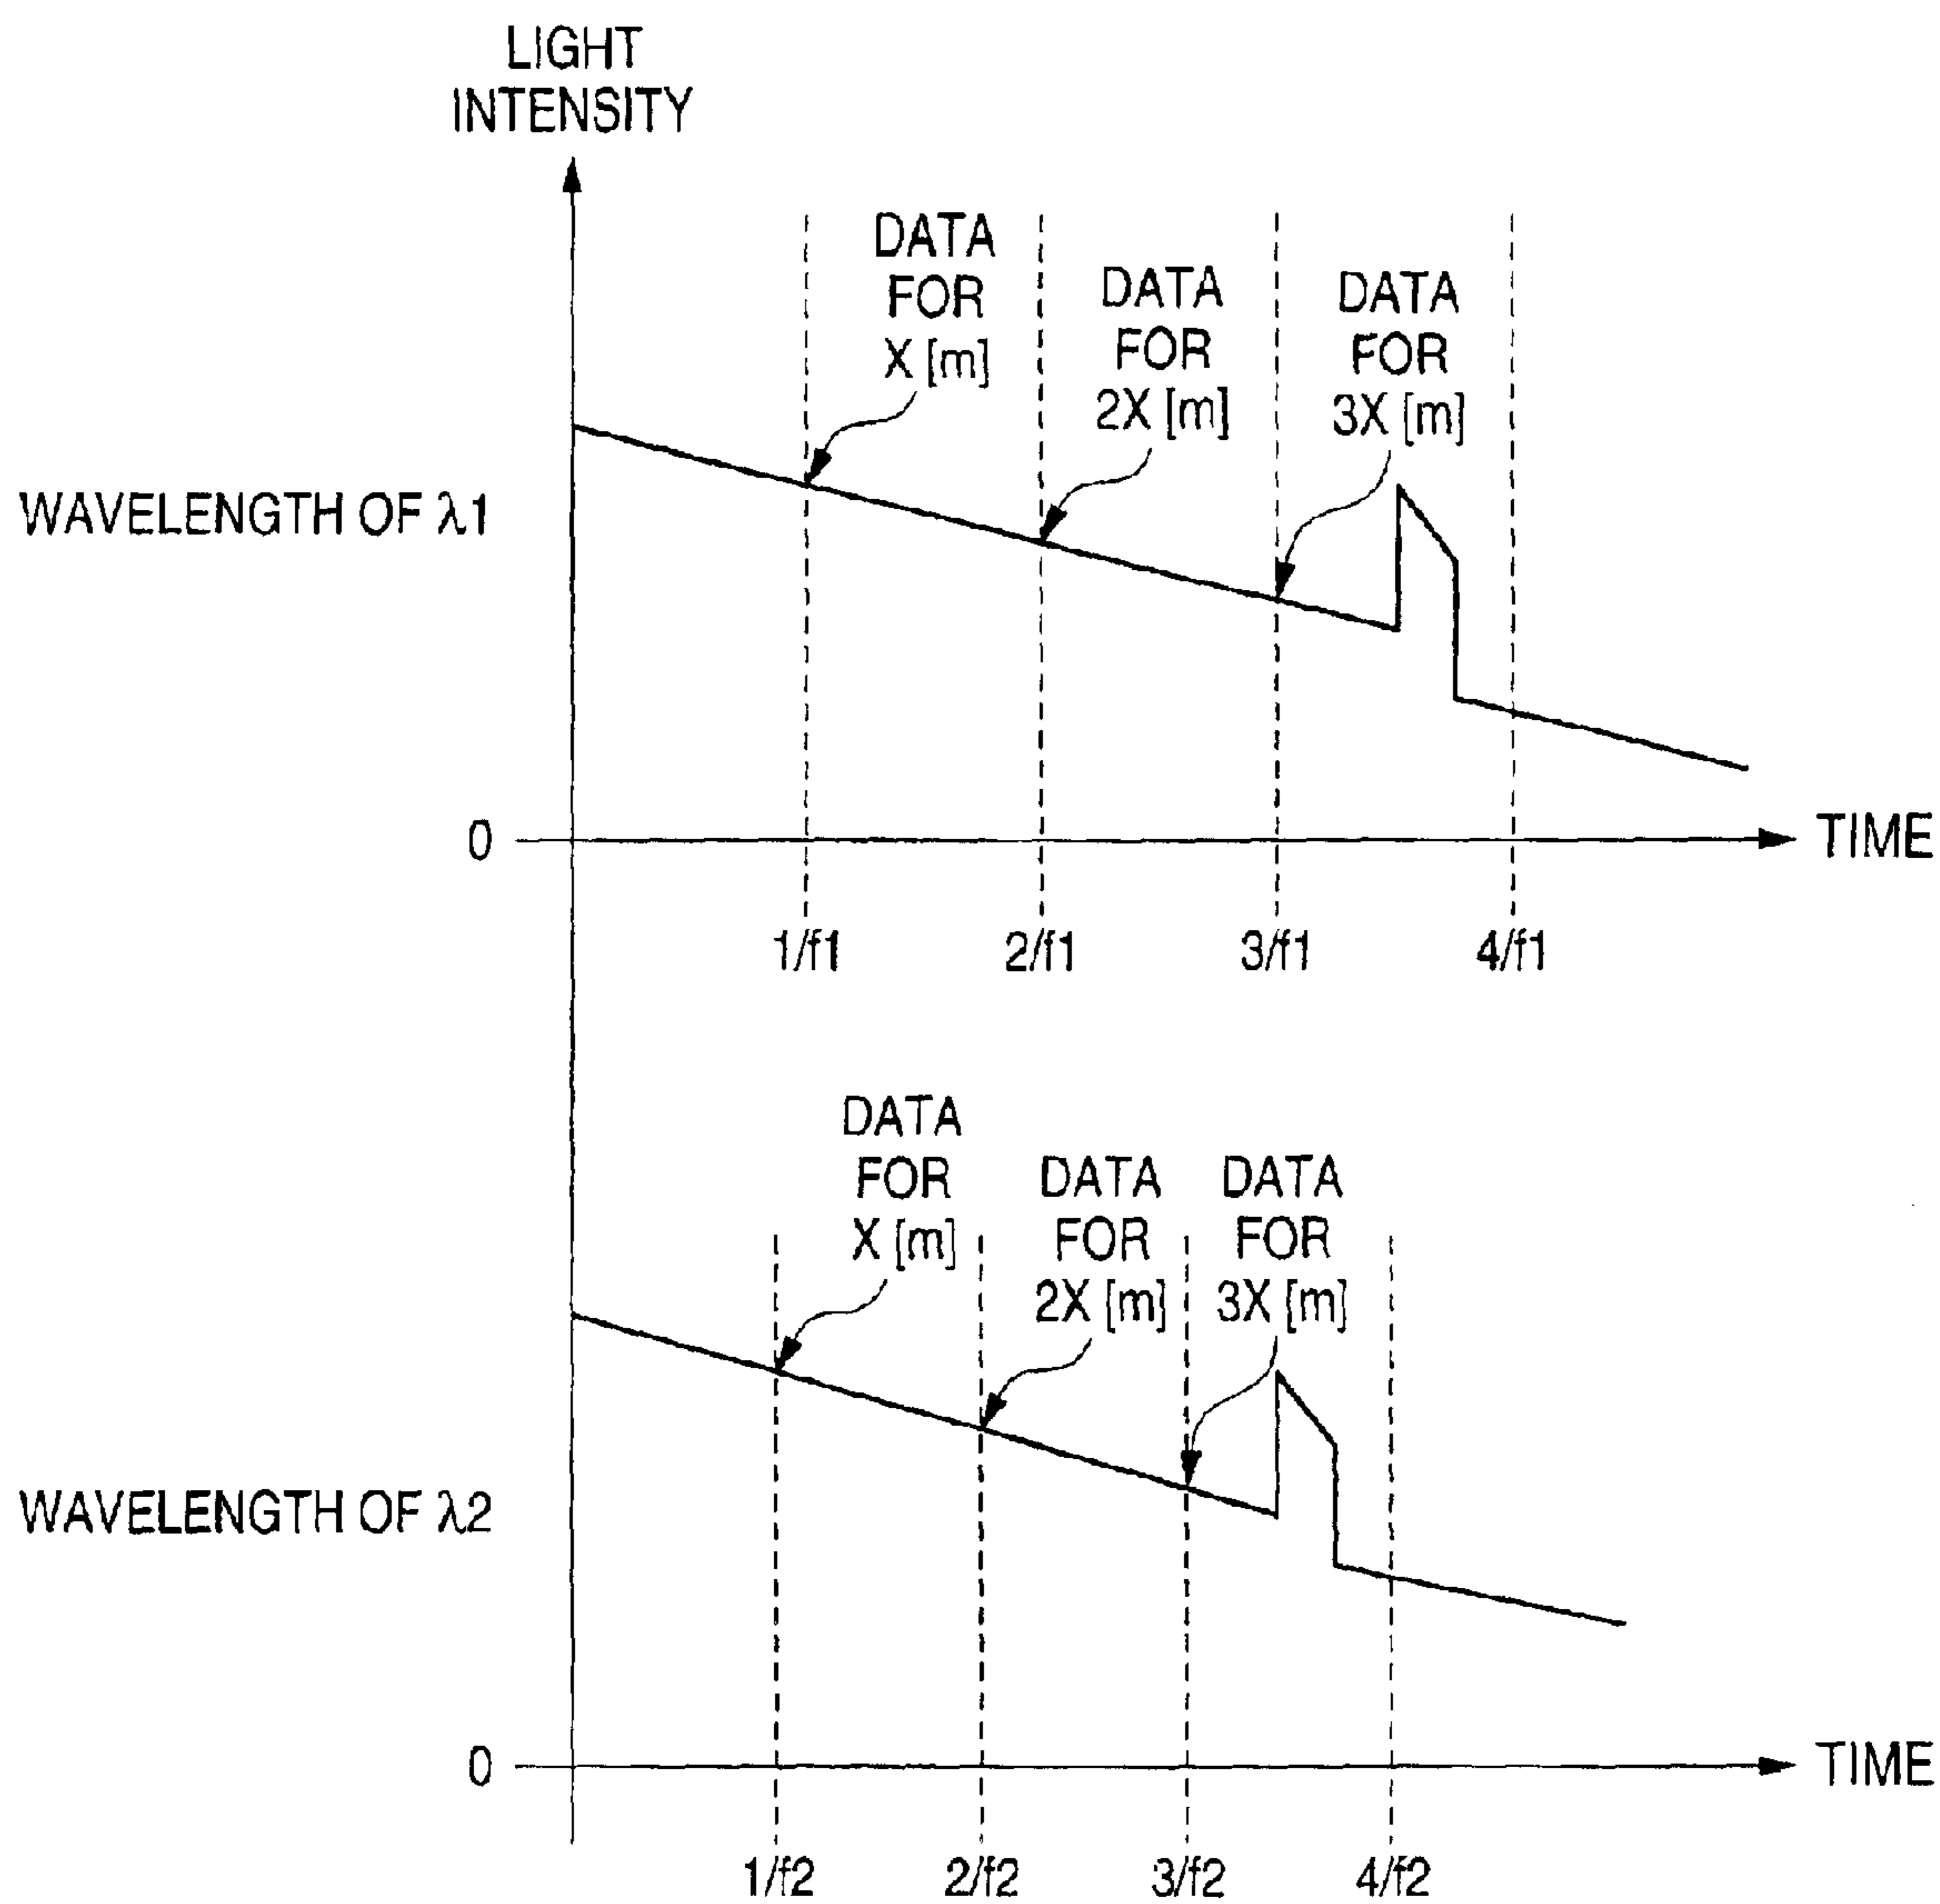 LIGHT
INTENSITY
DATA
FOR
X [m]
DATA
FOR
2X [m]
DATA
FOR
3X [m]
WAVELENGTH OF λ1
0
TIME
1/f1
2/f1
3/f1
4/f1
DATA
FOR
X [m]
DATA
FOR
2X [m]
DATA
FOR
3X [m]
WAVELENGTH OF λ2
0
TIME
1/f2
2/f2
3/f2
4/f2